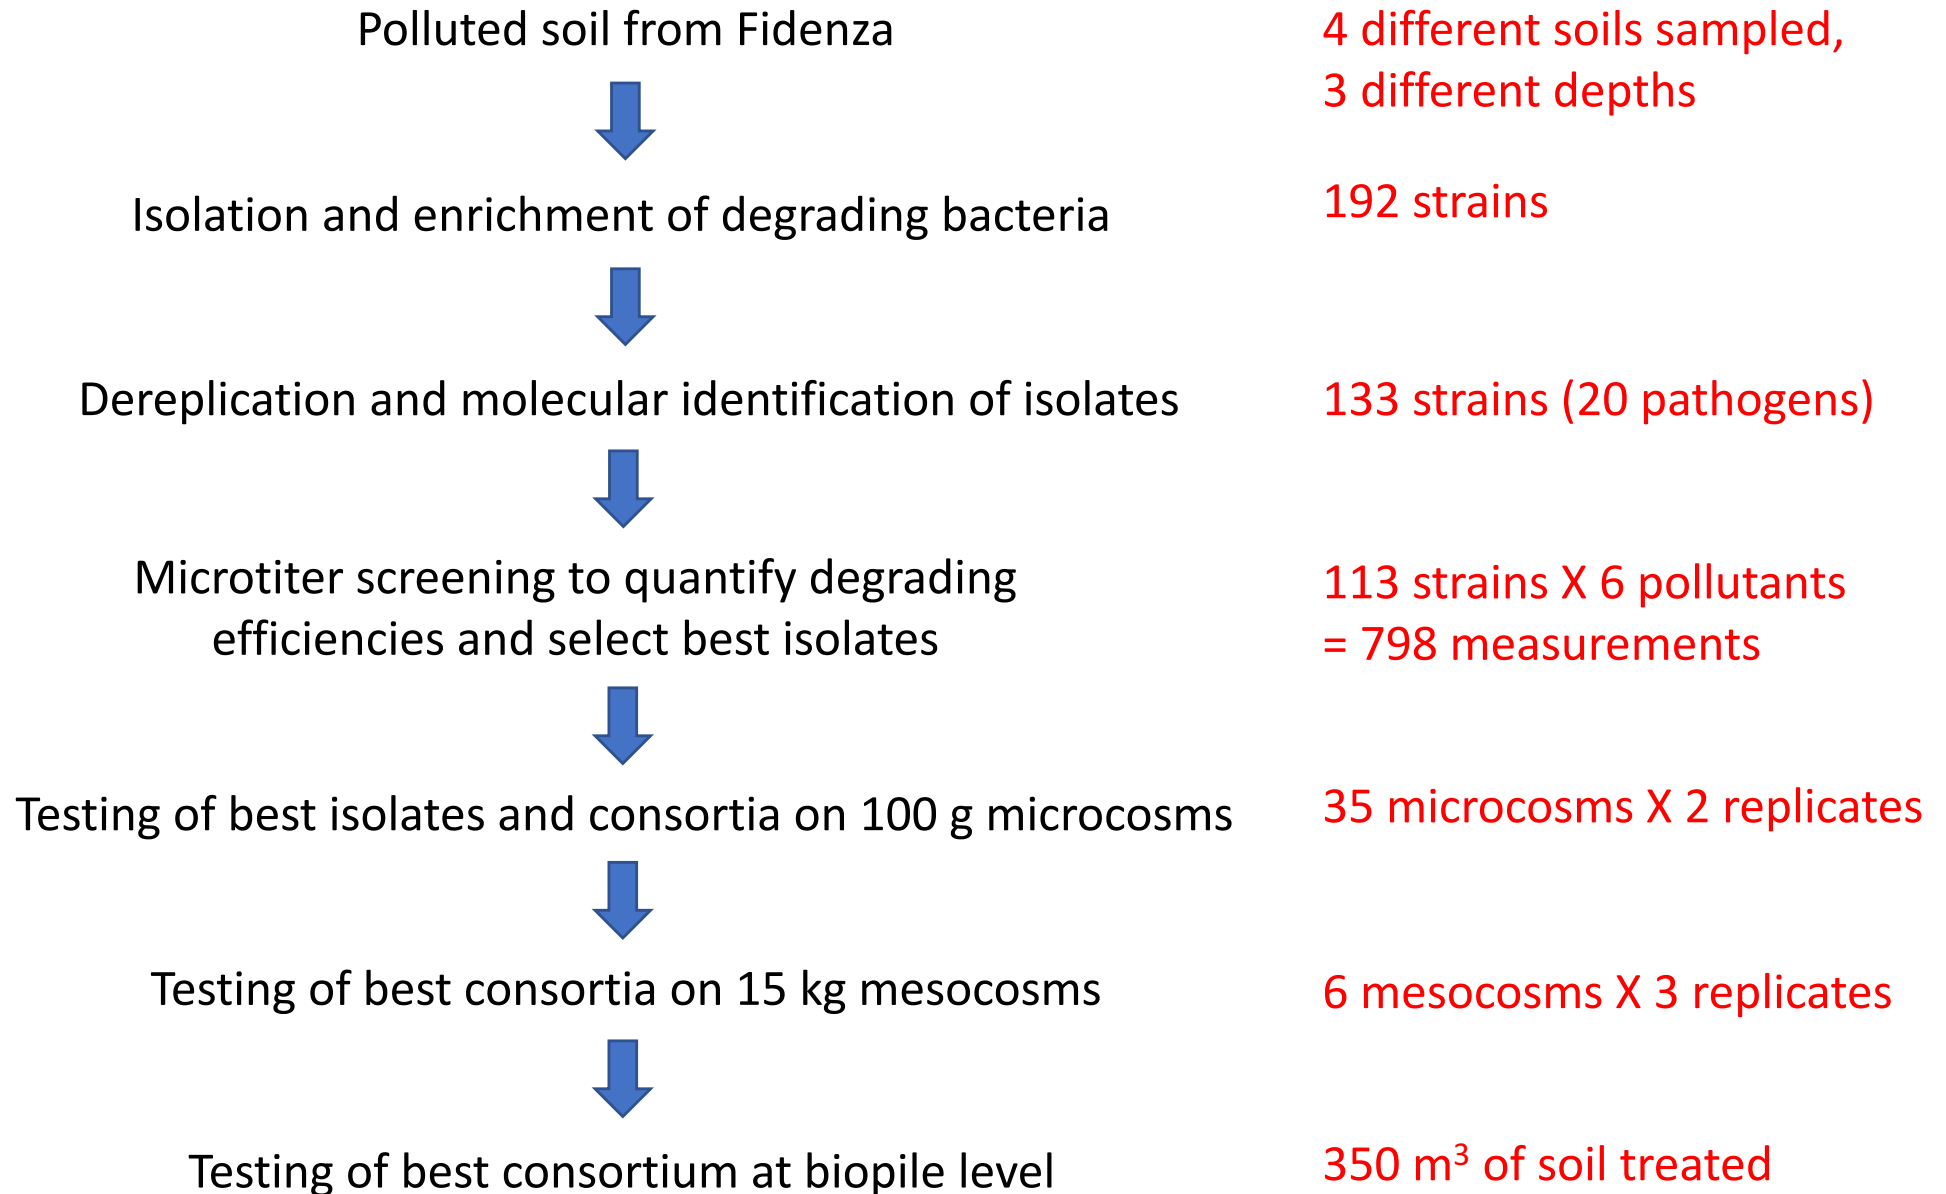 Polluted soil from Fidenza
4 different soils sampled,
3 different depths
Isolation and enrichment of degrading bacteria
192 strains
Dereplication and molecular identification of isolates
133 strains (20 pathogens)
Microtiter screening to quantify degrading
efficiencies and select best isolates
113 strains X 6 pollutants
= 798 measurements
Testing of best isolates and consortia on 100 g microcosms
35 microcosms X 2 replicates
Testing of best consortia on 15 kg mesocosms
6 mesocosms X 3 replicates
Testing of best consortium at biopile level
350 m³ of soil treated